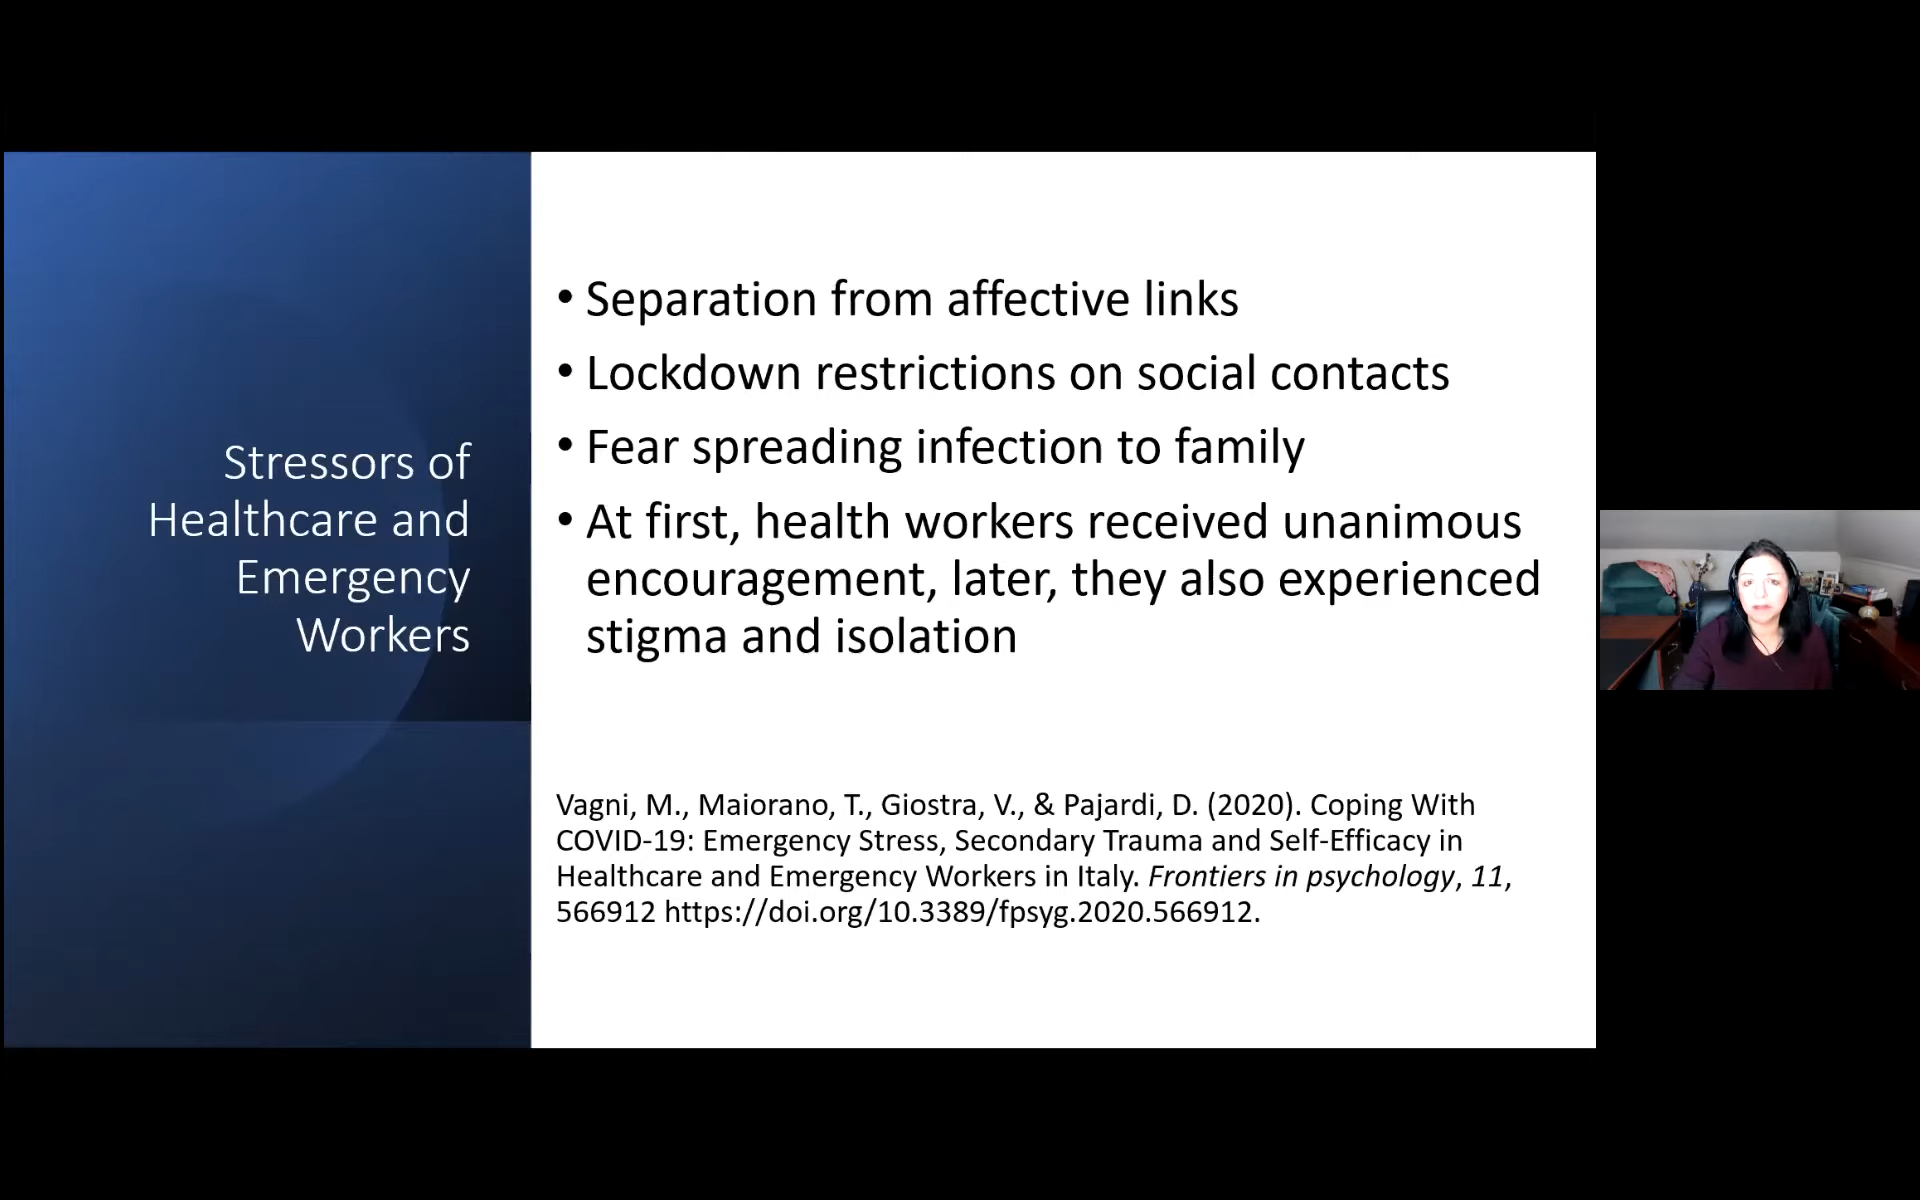 Stressors of
Healthcare and
Emergency
Workers
• Separation from affective links
• Lockdown restrictions on social contacts
• Fear spreading infection to family
• At first, health workers received unanimous
encouragement, later, they also experienced
stigma and isolation
Vagni, M., Maiorano, T., Giostra, V., & Pajardi, D. (2020). Coping With
COVID-19: Emergency Stress, Secondary Trauma and Self-Efficacy in
Healthcare and Emergency Workers in Italy. Frontiers in psychology, 11,
566912 https://doi.org/10.3389/fpsyg.2020.566912.